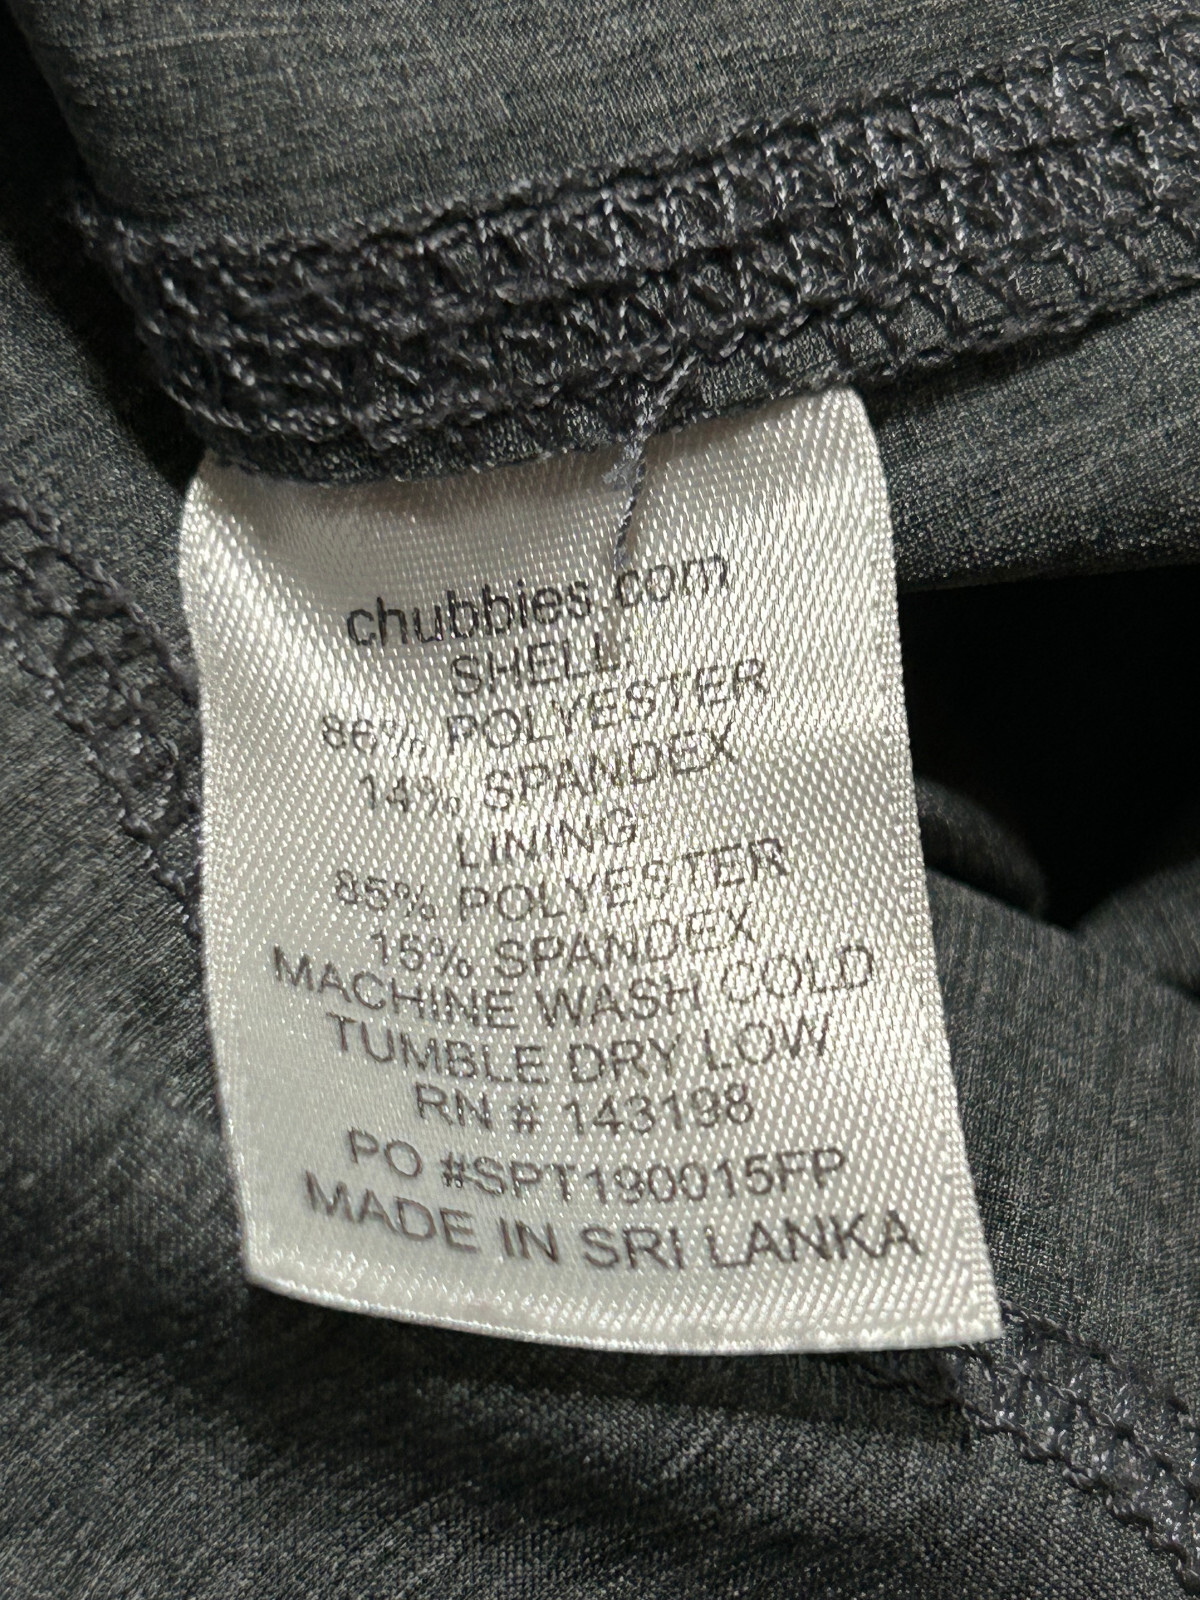 chubbies.com
SHELL:
86% POLYESTER
14% SPANDEX
LINING
85% POLYESTER
15% SPANDEX
MACHINE WASH COLD
TUMBLE DRY LOW
RN # 143198
PO #SPT190015FP
MADE IN SRI LANKA